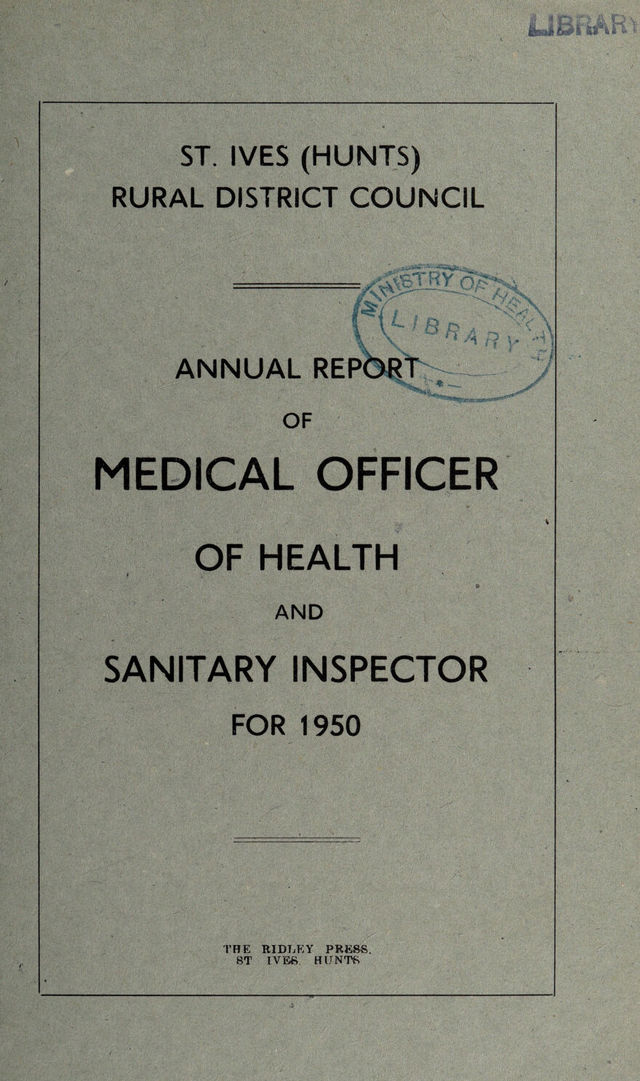 LIBRARY
ST. IVES (HUNTS)
RURAL DISTRICT COUNCIL
MINISTRY OF HEALTH
LIBRARY
ANNUAL REPORT
OF
MEDICAL OFFICER
OF HEALTH
AND
SANITARY INSPECTOR
FOR 1950
THE RIDLEY PRESS.
ST IVES. HUNTS